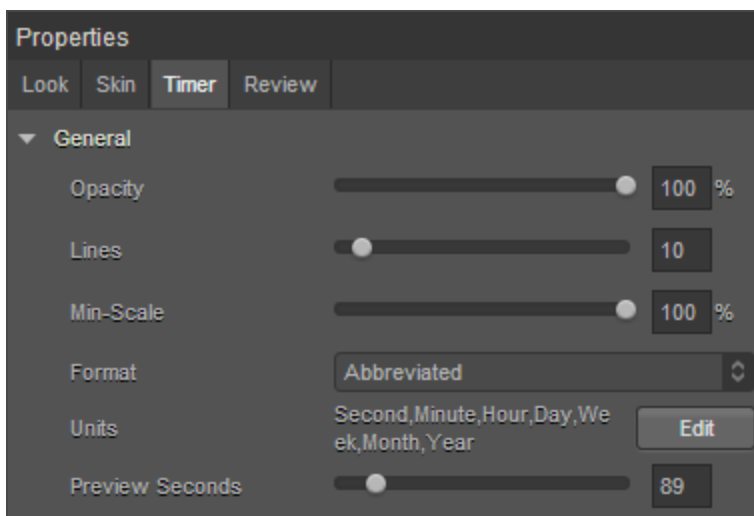 Properties
Look Skin Timer Review
General
Opacity 100 %
Lines 10
Min-Scale 100 %
Format Abbreviated
Units Second,Minute,Hour,Day,We
ek,Month,Year Edit
Preview Seconds 89